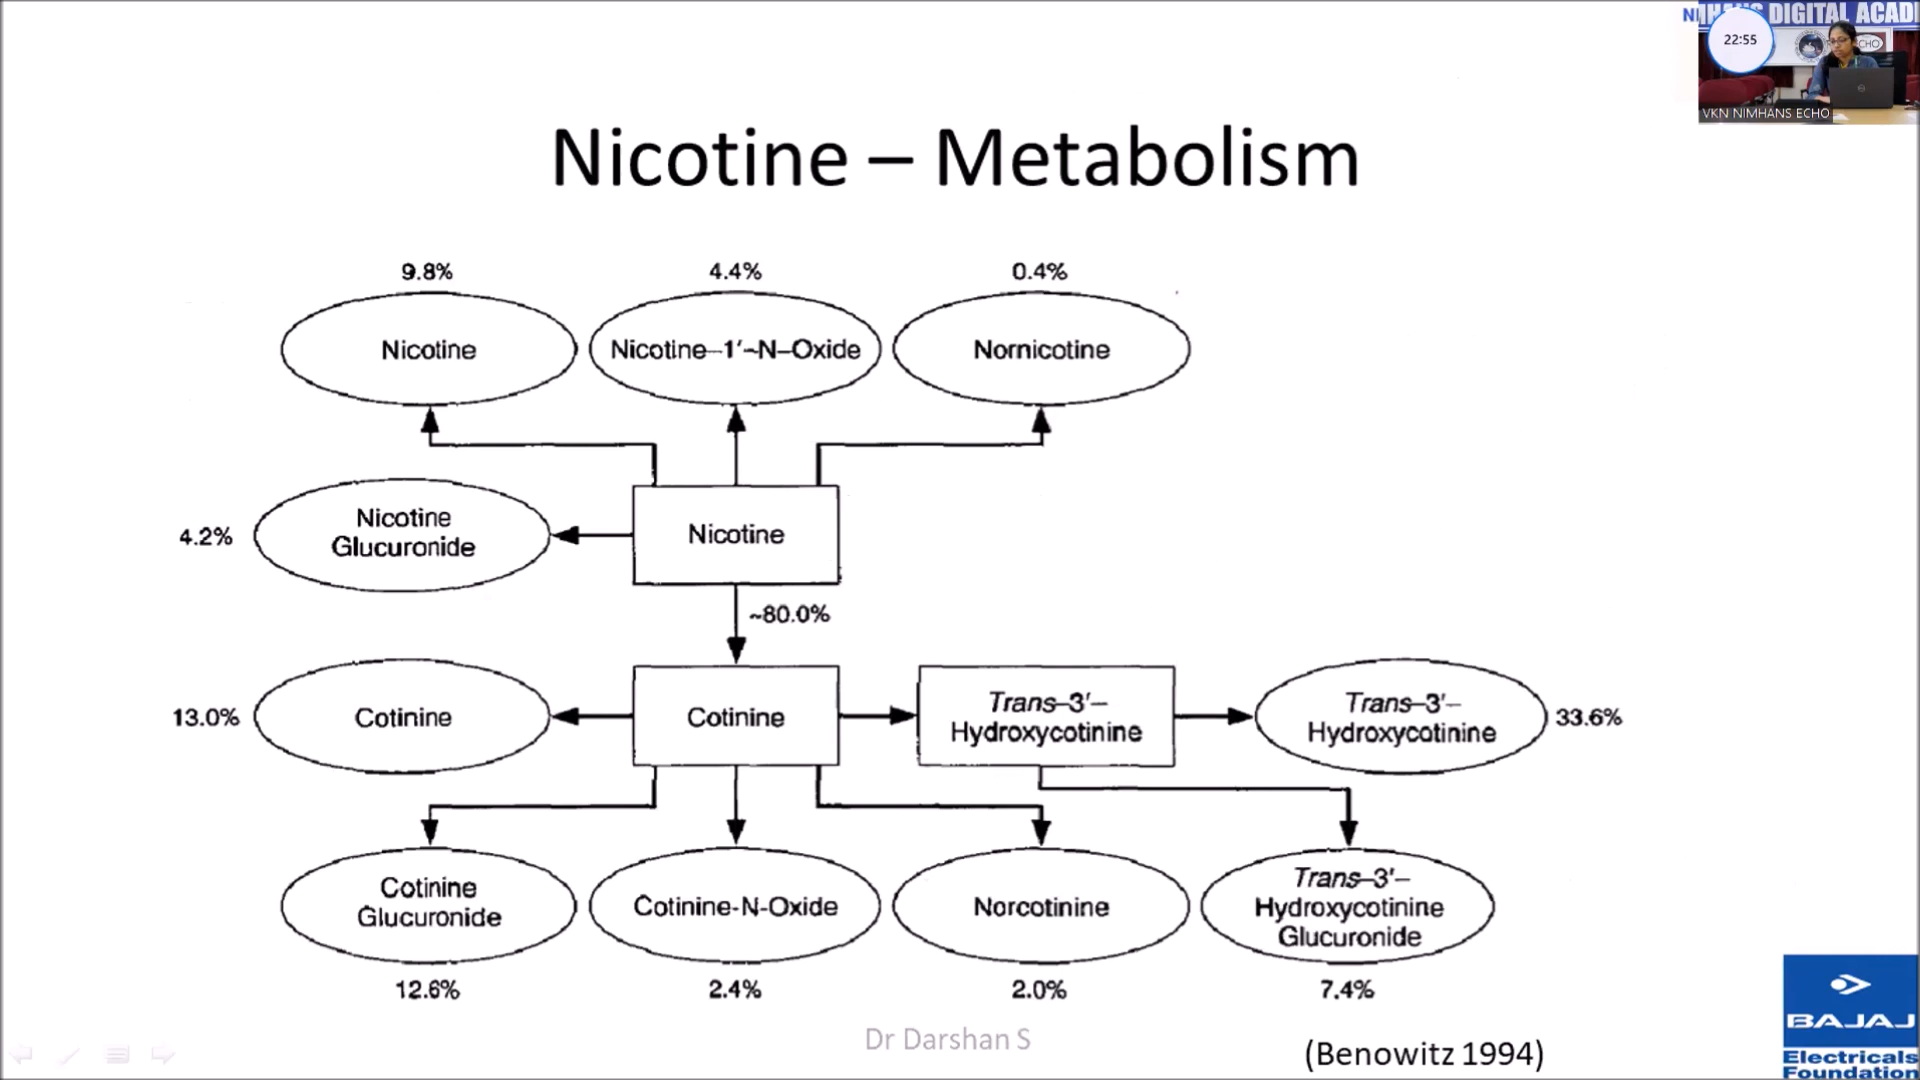 DIGITAL ACAD
22:55
CHO
VKN NIMHANS ECHO
Nicotine – Metabolism
9.8%
4.4%
0.4%
Nicotine
Nicotine–1′–N–Oxide
Nornicotine
4.2%
Nicotine
Glucuronide
Nicotine
~80.0%
13.0%
Cotinine
Cotinine
Trans–3′–
Hydroxycotinine
Trans–3′–
Hydroxycotinine
33.6%
Cotinine
Glucuronide
Cotinine-N-Oxide
Norcotinine
Trans–3′–
Hydroxycotinine
Glucuronide
12.6%
2.4%
2.0%
7.4%
Dr Darshan S
(Benowitz 1994)
BAJAJ
Electricals
Foundation